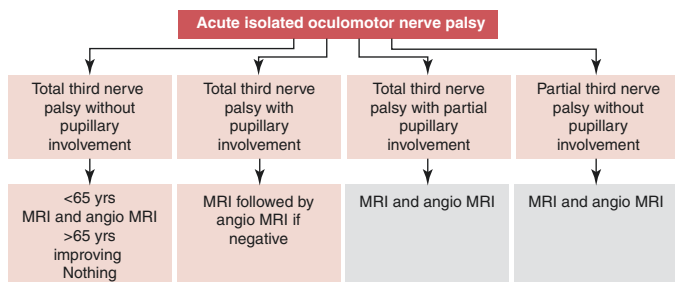 Acute isolated oculomotor nerve palsy
Total third nerve
palsy without
pupillary
involvement
Total third nerve
palsy with
pupillary
involvement
Total third nerve
palsy with partial
pupillary
involvement
Partial third nerve
palsy without
pupillary
involvement
<65 yrs
MRI and angio MRI
>65 yrs
improving
Nothing
MRI followed by
angio MRI if
negative
MRI and angio MRI
MRI and angio MRI